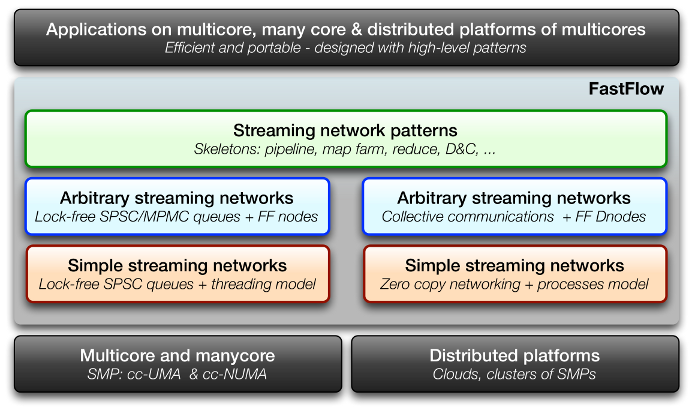 Applications on multicore, many core & distributed platforms of multicores
Efficient and portable - designed with high-level patterns
FastFlow
Streaming network patterns
Skeletons: pipeline, map farm, reduce, D&C, ...
Arbitrary streaming networks
Lock-free SPSC/MPMC queues + FF nodes
Arbitrary streaming networks
Collective communications + FF Dnodes
Simple streaming networks
Lock-free SPSC queues + threading model
Simple streaming networks
Zero copy networking + processes model
Multicore and manycore
SMP: cc-UMA & cc-NUMA
Distributed platforms
Clouds, clusters of SMPs